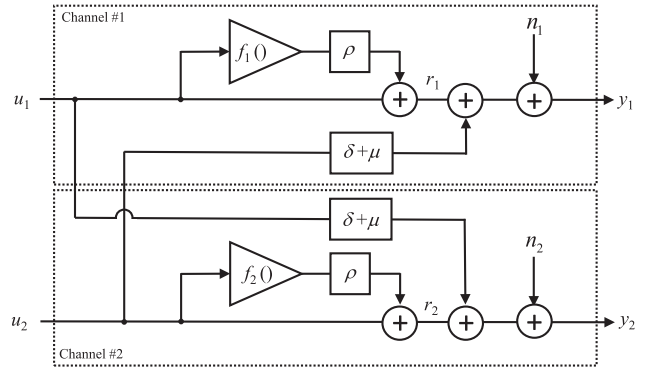 Channel #1
n₁
f₁()
ρ
r₁
u₁
y₁
δ+μ
δ+μ
n₂
f₂()
ρ
r₂
u₂
y₂
Channel #2
+
+
+
+
+
+